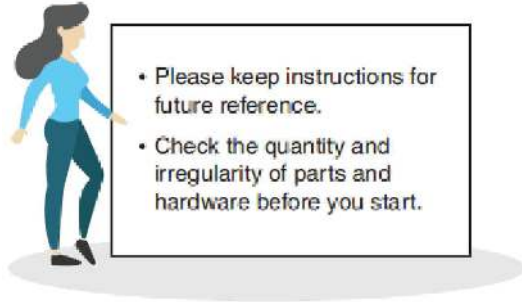 • Please keep instructions for
future reference.
• Check the quantity and
irregularity of parts and
hardware before you start.